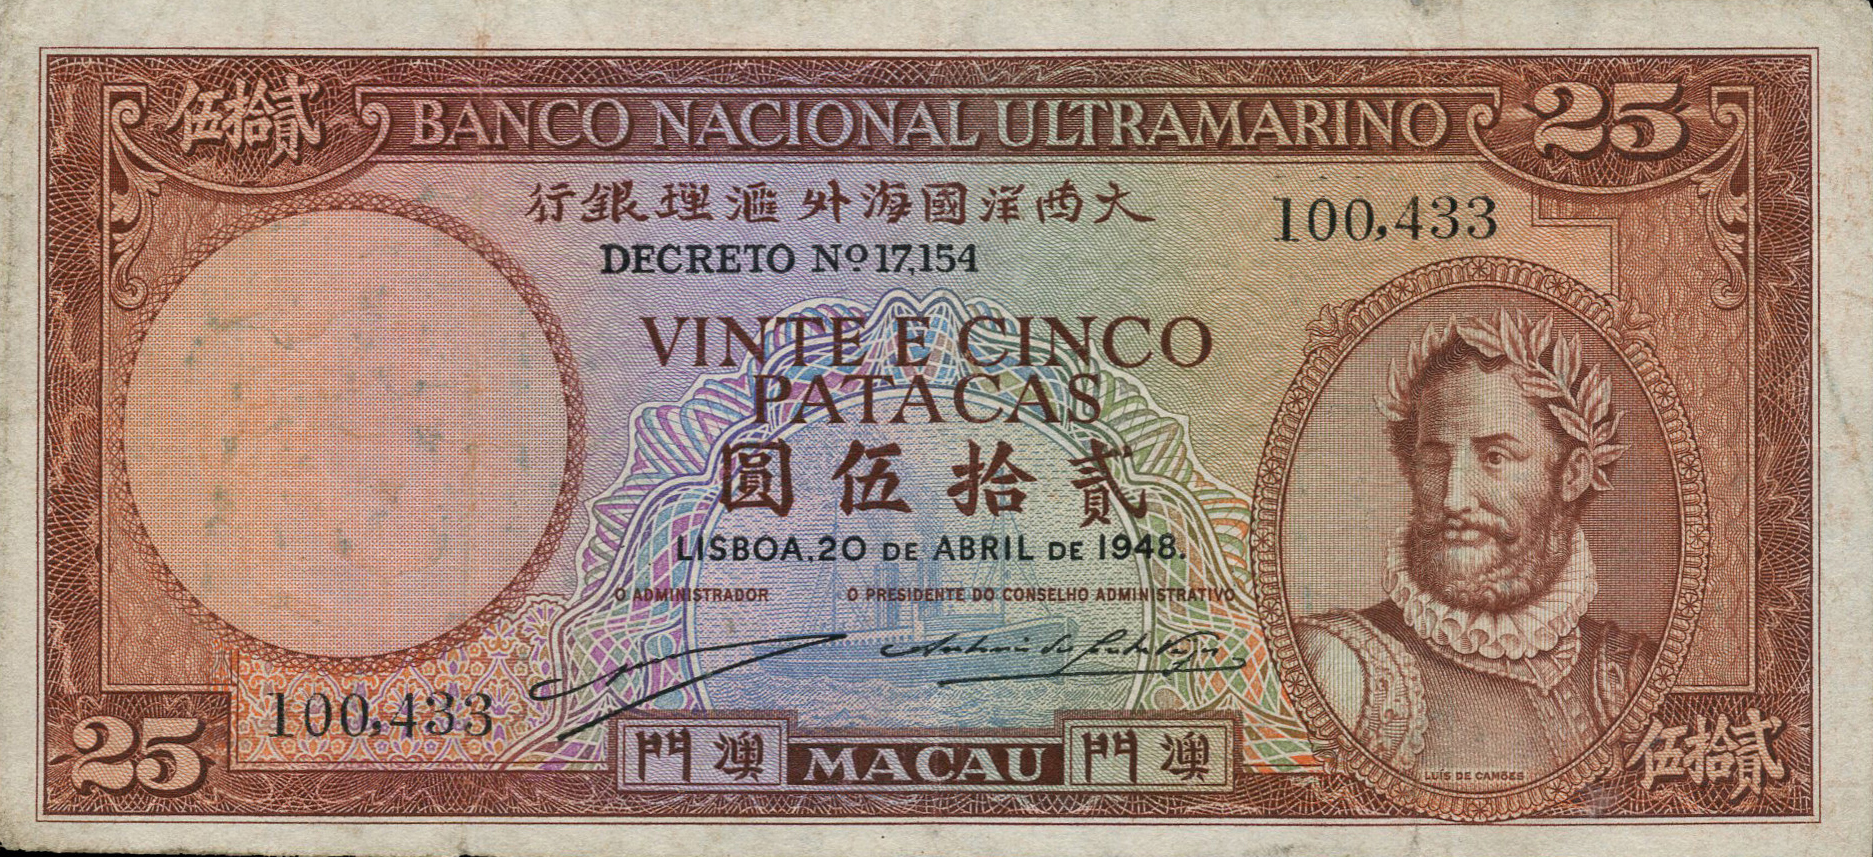 貳拾伍
BANCO NACIONAL ULTRAMARINO
25
大西洋國海外滙理銀行
100,433
DECRETO Nº 17,154
VINTE E CINCO
PATACAS
貳拾伍圓
LISBOA, 20 DE ABRIL DE 1948.
O ADMINISTRADOR
O PRESIDENTE DO CONSELHO ADMINISTRATIVO
100,433
25
澳門
MACAU
澳門
LUÍS DE CAMÕES
貳拾伍